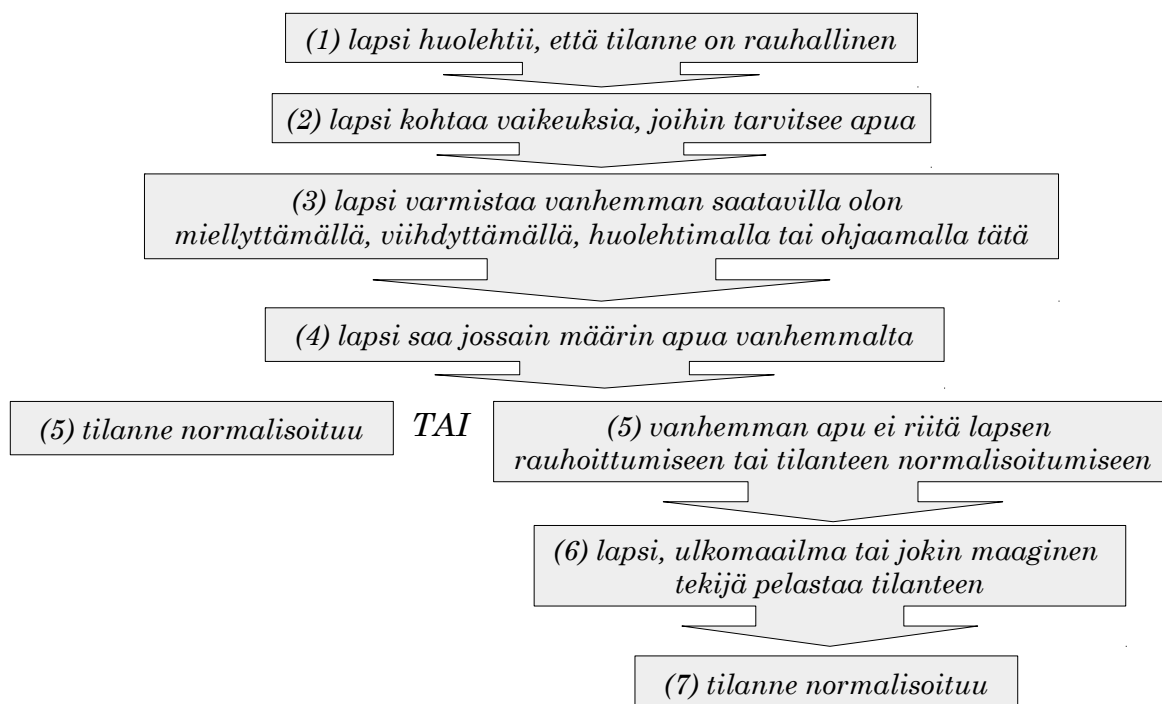 (1) lapsi huolehtii, että tilanne on rauhallinen
(2) lapsi kohtaa vaikeuksia, joihin tarvitsee apua
(3) lapsi varmistaa vanhemman saatavilla olon
miellyttämällä, viihdyttämällä, huolehtimalla tai ohjaamalla tätä
(4) lapsi saa jossain määrin apua vanhemmalta
(5) tilanne normalisoituu
TAI
(5) vanhemman apu ei riitä lapsen
rauhoittumiseen tai tilanteen normalisoitumiseen
(6) lapsi, ulkomaailma tai jokin maaginen
tekijä pelastaa tilanteen
(7) tilanne normalisoituu